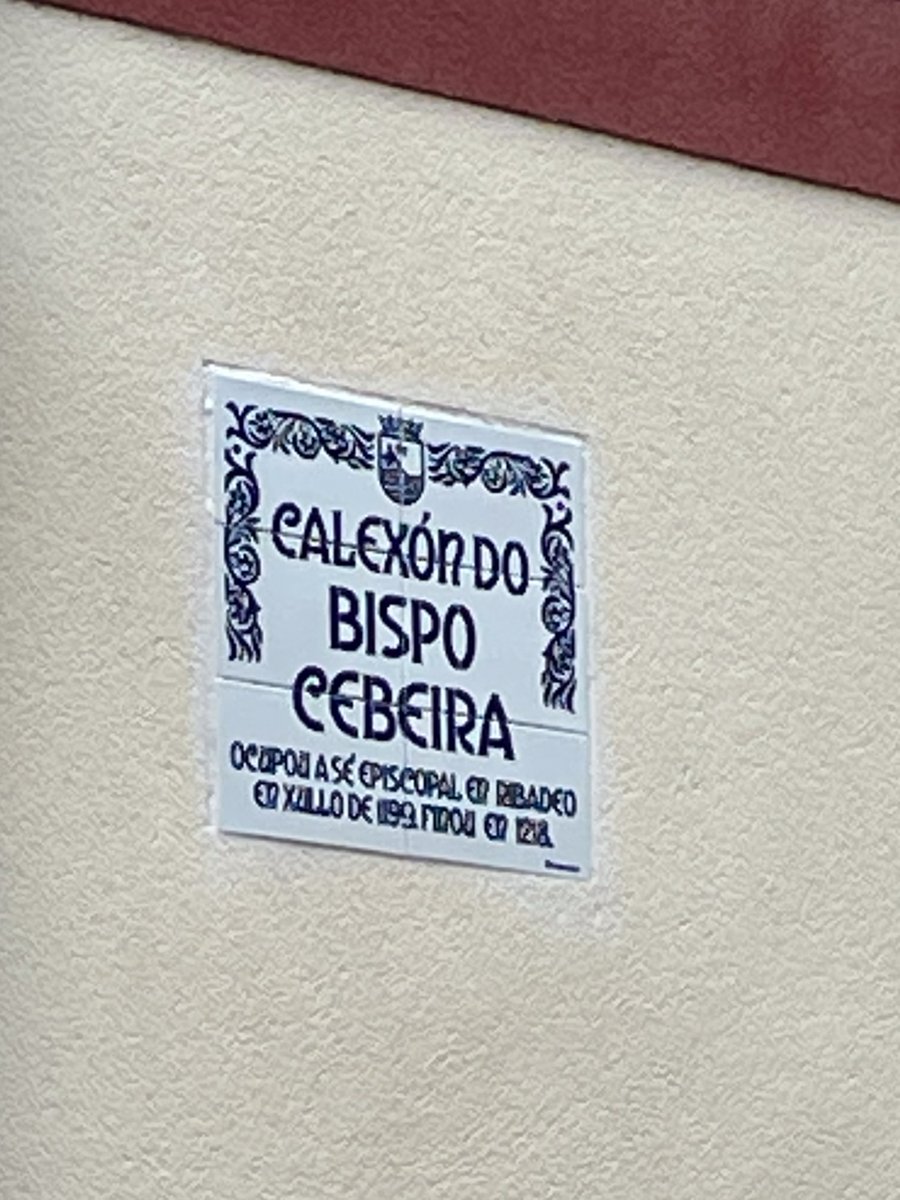 CALEXÓN DO
BISPO
CEBEIRA
OCUPOU A SÉ EPISCOPAL EN RIBADEO
EN XULLO DE 1199. FINOU EN 1218.